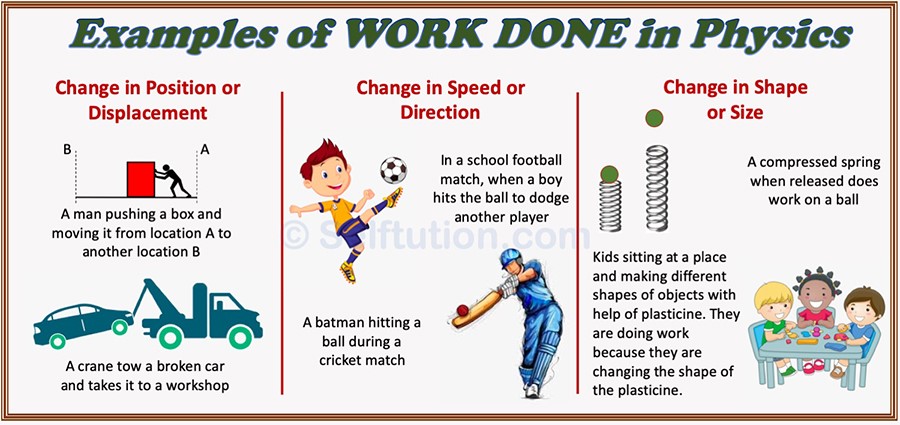 Examples of WORK DONE in Physics
Change in Position or
Displacement
B
A
A man pushing a box and
moving it from location A to
another location B
A crane tow a broken car
and takes it to a workshop
Change in Speed or
Direction
In a school football
match, when a boy
hits the ball to dodge
another player
A batman hitting a
ball during a
cricket match
Change in Shape
or Size
A compressed spring
when released does
work on a ball
Kids sitting at a place
and making different
shapes of objects with
help of plasticine. They
are doing work
because they are
changing the shape of
the plasticine.